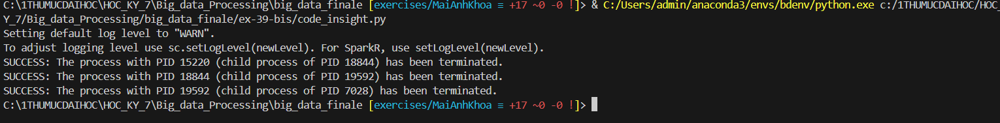 C:\1THUMUCDAIHOC\HOC_KY_7\Big_data_Processing\big_data_finale [exercises/MaiAnhKhoa ≡ +17 ~0 -0 !]> & C:/Users/admin/anaconda3/envs/bdenv/python.exe c:/1THUMUCDAIHOC/HOC_
KY_7/Big_data_Processing/big_data_finale/ex-39-bis/code_insight.py
Setting default log level to "WARN".
To adjust logging level use sc.setLogLevel(newLevel). For SparkR, use setLogLevel(newLevel).
SUCCESS: The process with PID 15220 (child process of PID 18844) has been terminated.
SUCCESS: The process with PID 18844 (child process of PID 19592) has been terminated.
SUCCESS: The process with PID 19592 (child process of PID 7028) has been terminated.
C:\1THUMUCDAIHOC\HOC_KY_7\Big_data_Processing\big_data_finale [exercises/MaiAnhKhoa ≡ +17 ~0 -0 !]>